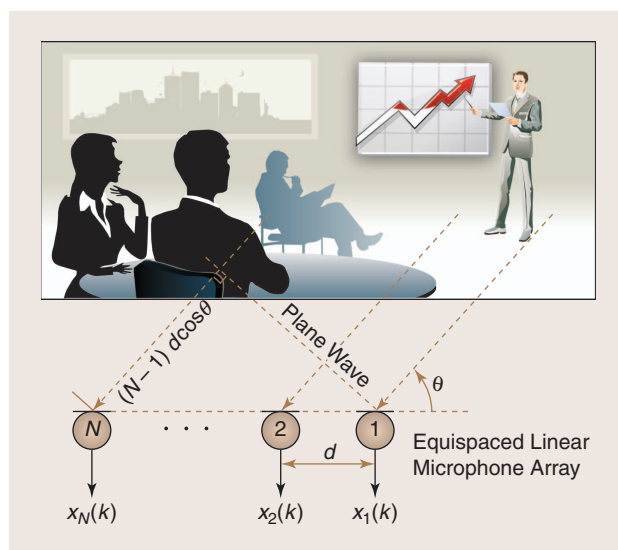 (N – 1) dcosθ
Plane Wave
θ
N
. . .
2
1
d
Equispaced Linear
Microphone Array
x_N(k)
x_2(k)
x_1(k)